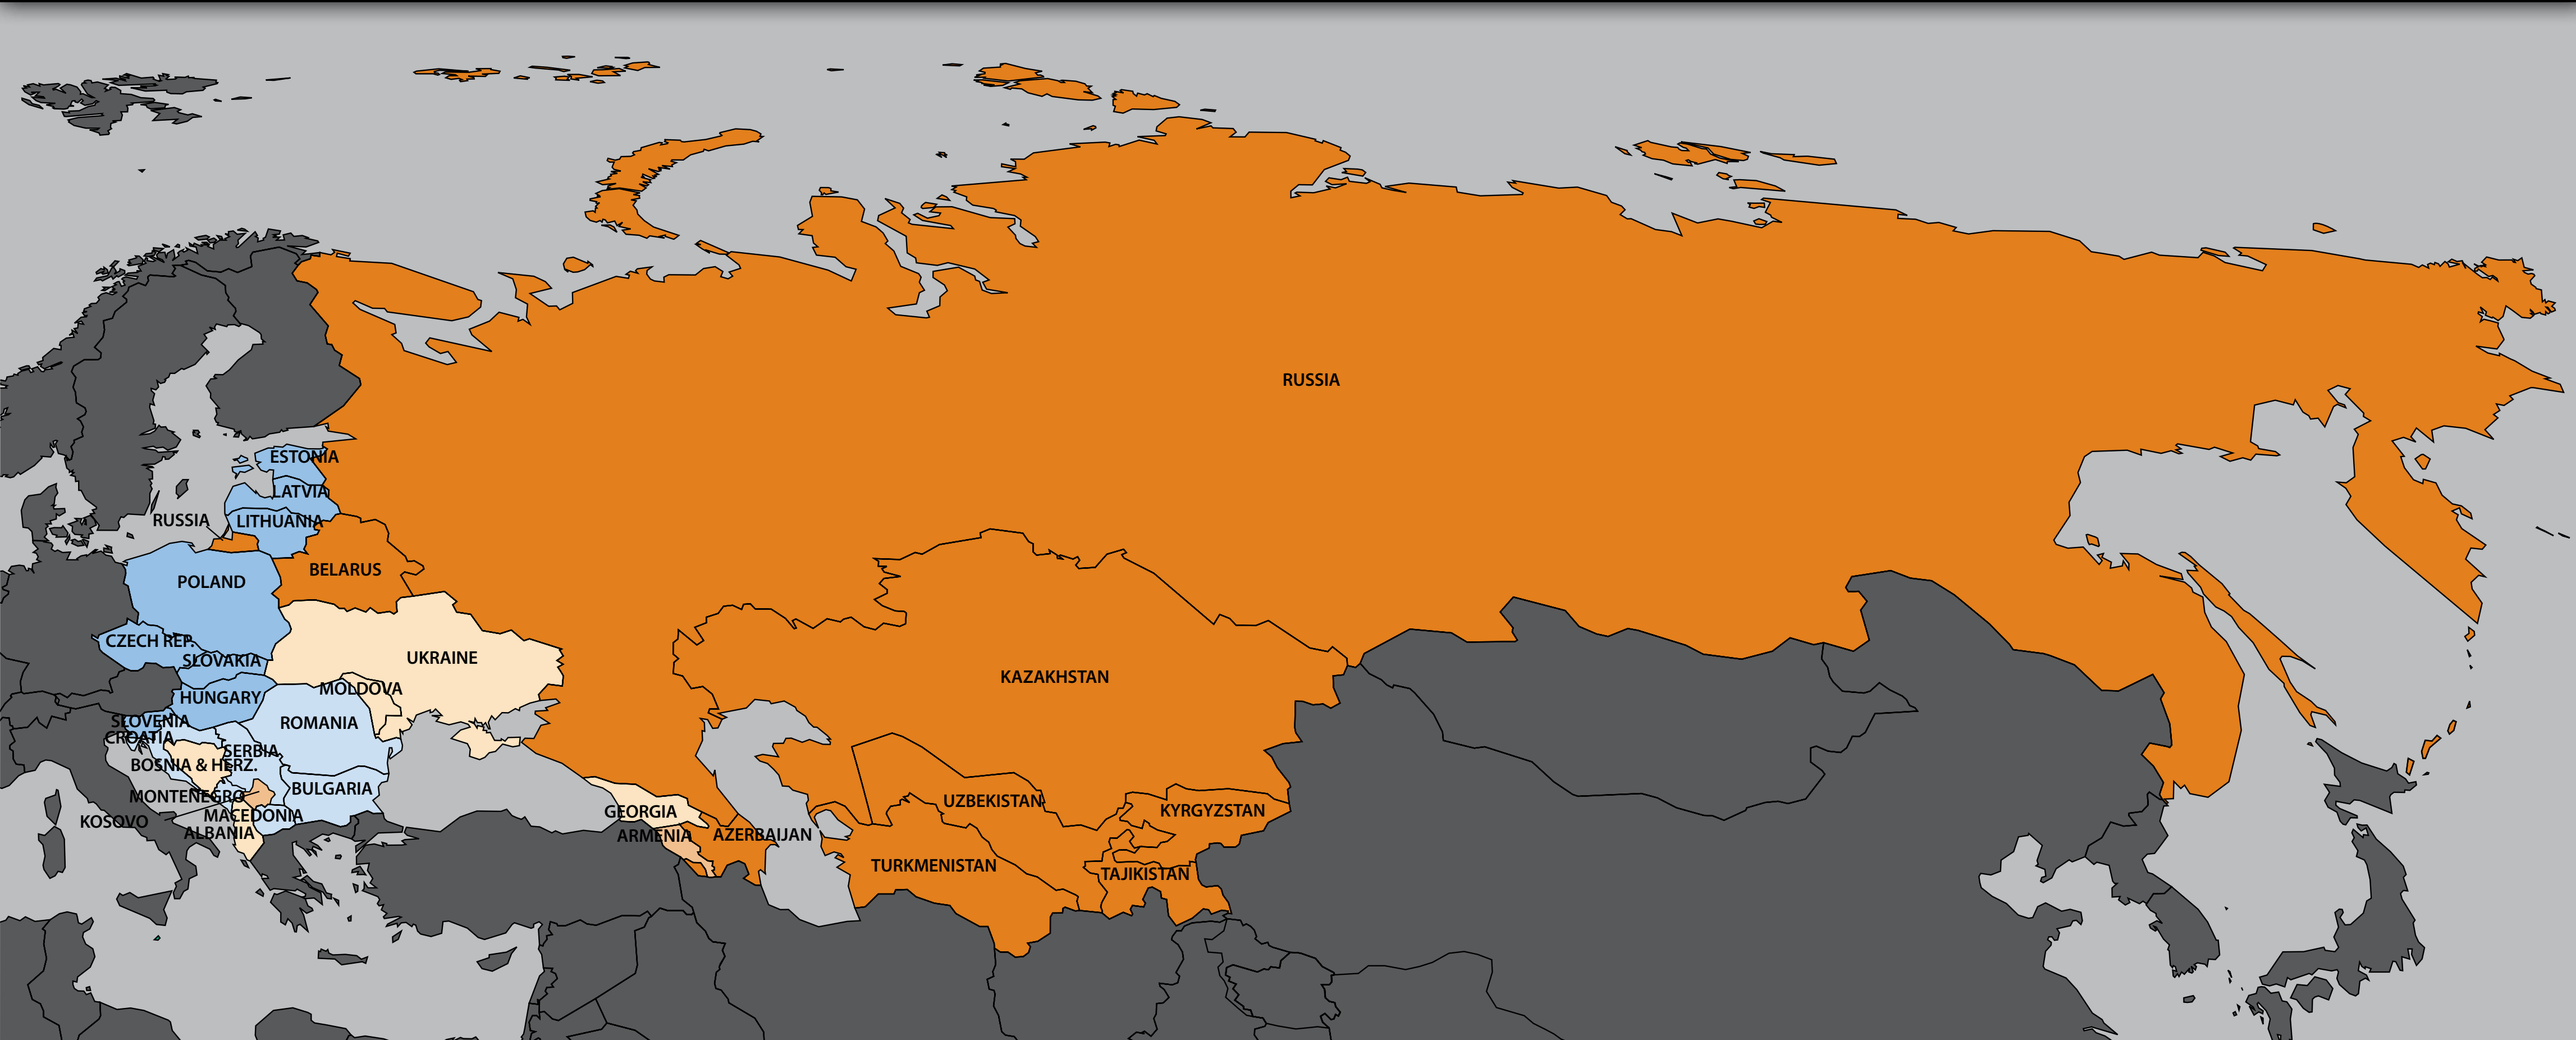 RUSSIA
ESTONIA
LATVIA
RUSSIA
LITHUANIA
BELARUS
POLAND
CZECH REP.
UKRAINE
SLOVAKIA
KAZAKHSTAN
MOLDOVA
HUNGARY
SLOVENIA
ROMANIA
CROATIA
SERBIA
BOSNIA & HERZ.
BULGARIA
MONTENEGRO
UZBEKISTAN
KYRGYZSTAN
GEORGIA
MACEDONIA
KOSOVO
ALBANIA
ARMENIA
AZERBAIJAN
TURKMENISTAN
TAJIKISTAN